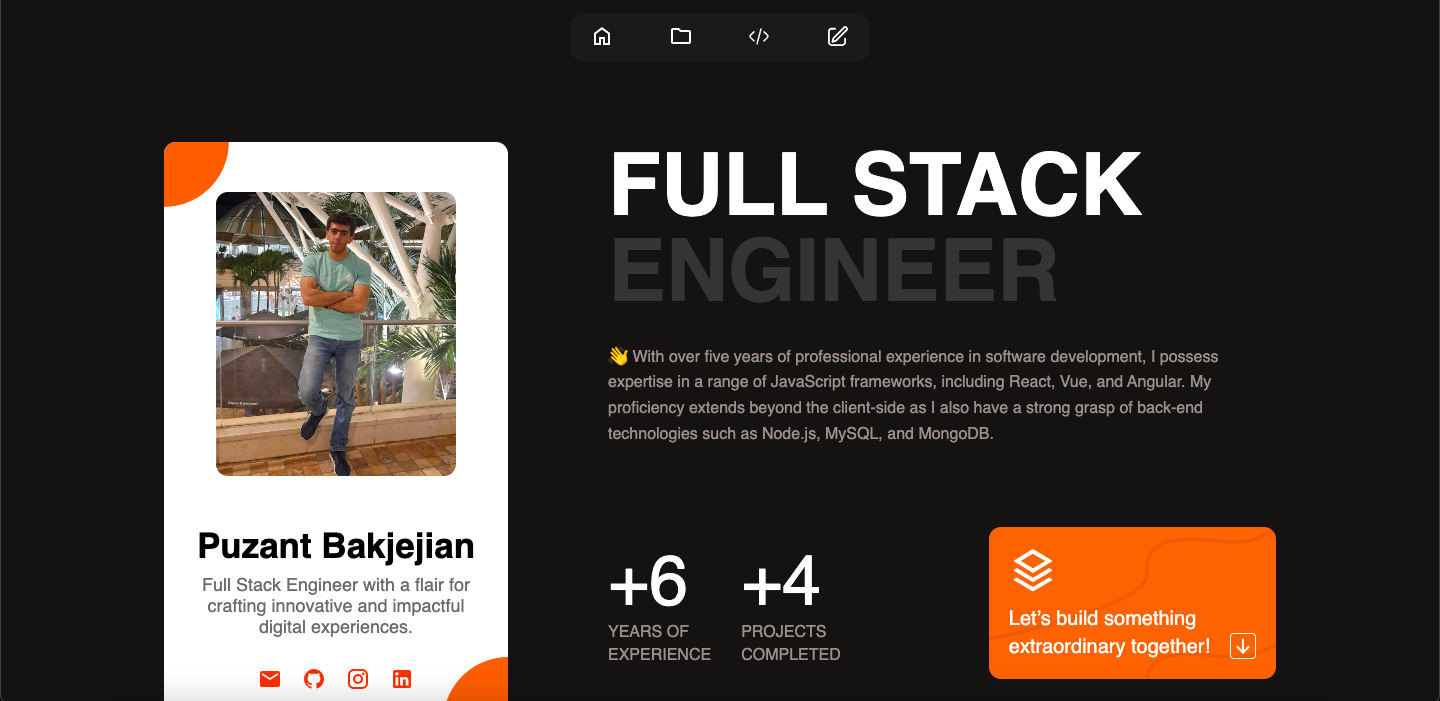 FULL STACK
ENGINEER
👋 With over five years of professional experience in software development, I possess
expertise in a range of JavaScript frameworks, including React, Vue, and Angular. My
proficiency extends beyond the client-side as I also have a strong grasp of back-end
technologies such as Node.js, MySQL, and MongoDB.
Puzant Bakjejian
Full Stack Engineer with a flair for
crafting innovative and impactful
digital experiences.
+6
YEARS OF
EXPERIENCE
+4
PROJECTS
COMPLETED
Let’s build something
extraordinary together!